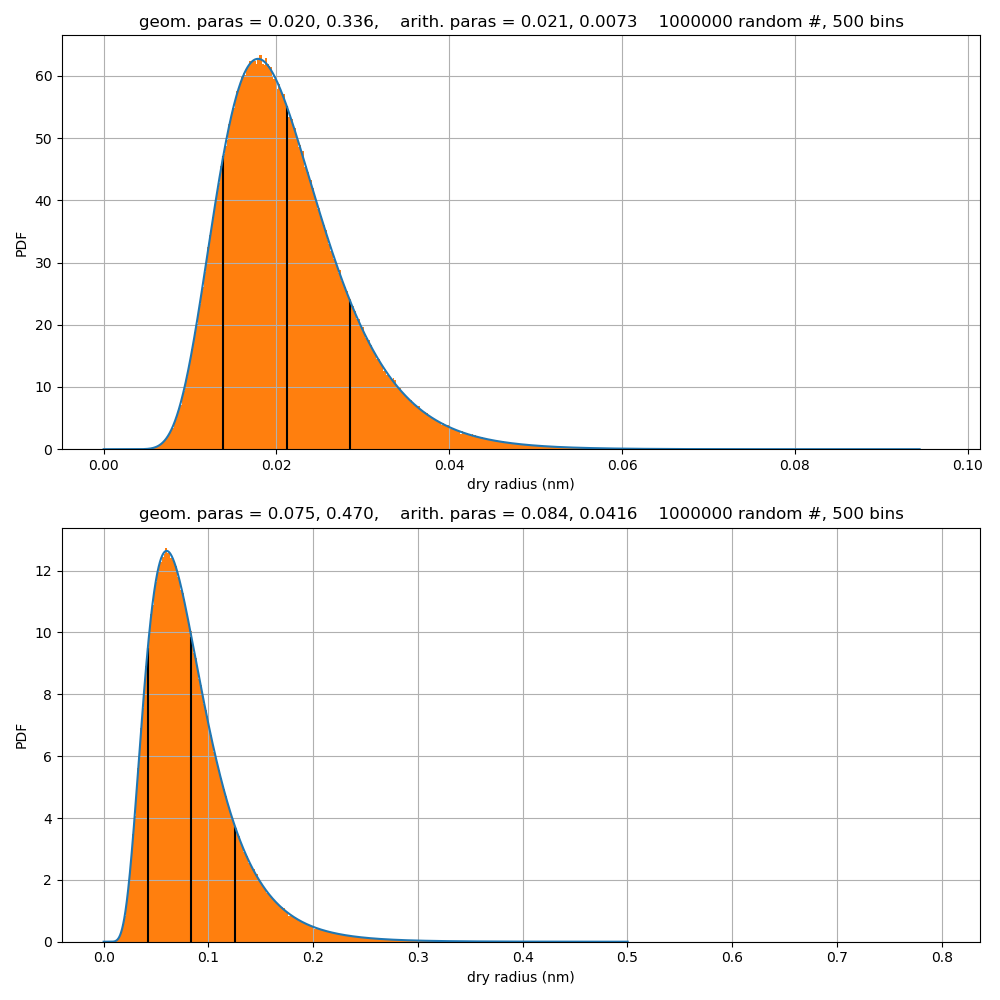 geom. paras = 0.020, 0.336,    arith. paras = 0.021, 0.0073    1000000 random #, 500 bins
PDF
60
50
40
30
20
10
0
0.00 0.02 0.04 0.06 0.08 0.10
dry radius (nm)
geom. paras = 0.075, 0.470,    arith. paras = 0.084, 0.0416    1000000 random #, 500 bins
PDF
12
10
8
6
4
2
0
0.0 0.1 0.2 0.3 0.4 0.5 0.6 0.7 0.8
dry radius (nm)